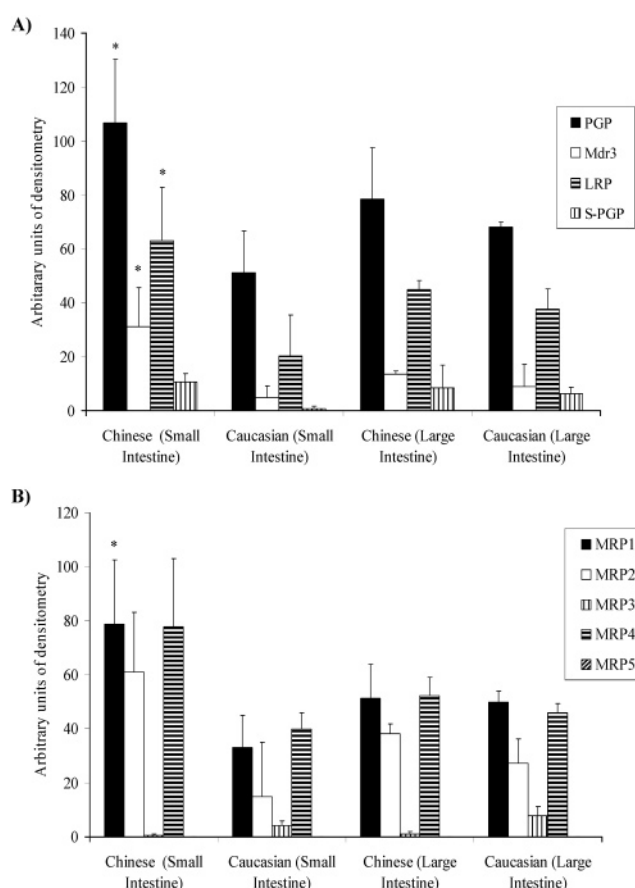 A)
Arbitarary units of densitometry
140
120
100
80
60
40
20
0
*
*
*
PGP
Mdr3
LRP
S-PGP
Chinese (Small Intestine)
Caucasian (Small Intestine)
Chinese (Large Intestine)
Caucasian (Large Intestine)
B)
Arbitrary units of densitometry
120
100
80
60
40
20
0
*
MRP1
MRP2
MRP3
MRP4
MRP5
Chinese (Small Intestine)
Caucasian (Small Intestine)
Chinese (Large Intestine)
Caucasian (Large Intestine)